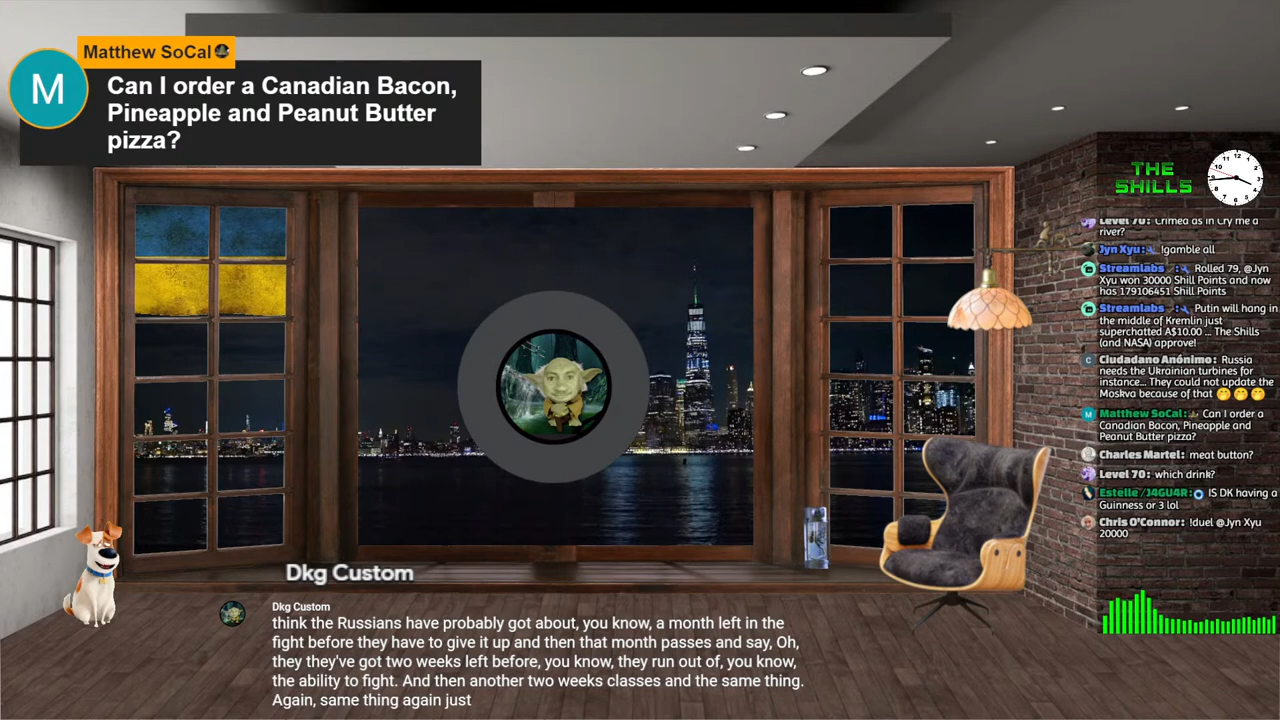 Matthew SoCal
M
Can I order a Canadian Bacon,
Pineapple and Peanut Butter
pizza?
THE
SHILLS
Level 70: Crimed as in Cry me a
river?
Jyn Xyu: !gamble all
Streamlabs : Rolled 79, @Jyn
Xyu won 30000 Shill Points and now
has 179106451 Shill Points
Streamlabs : Putin will hang in
the middle of Kremlin just
superchatted A$10.00 ... The Shills
(and NASA) approve!
C
Ciudadano Anónimo: Russia
needs the Ukrainian turbines for
instance... They could not update the
Moskva because of that
M
Matthew SoCal: Can I order a
Canadian Bacon, Pineapple and
Peanut Butter pizza?
Charles Martel: meat button?
Level 70: which drink?
Estelle /J4GU4R: IS DK having a
Guinness or 3 lol
Chris O'Connor: !duel @Jyn Xyu
20000
Dkg Custom
Dkg Custom
think the Russians have probably got about, you know, a month left in the
fight before they have to give it up and then that month passes and say, Oh,
they they've got two weeks left before, you know, they run out of, you know,
the ability to fight. And then another two weeks classes and the same thing.
Again, same thing again just